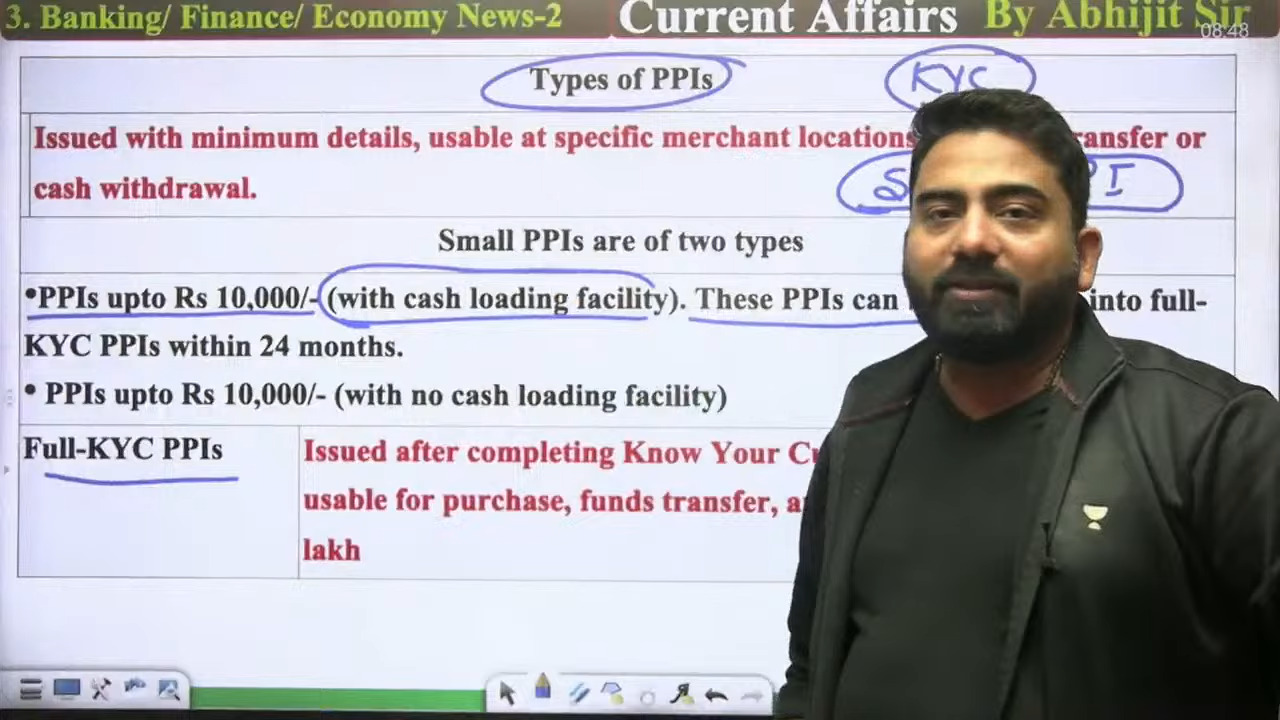 3. Banking/ Finance/ Economy News-2 Current Affairs By Abhijit Sir
08:48
Types of PPIs KYC
Issued with minimum details, usable at specific merchant locations ransfer or
cash withdrawal.
Small PPIs are of two types
•PPIs upto Rs 10,000/- (with cash loading facility). These PPIs can into full-
KYC PPIs within 24 months.
• PPIs upto Rs 10,000/- (with no cash loading facility)
Full-KYC PPIs Issued after completing Know Your
usable for purchase, funds transfer,
lakh